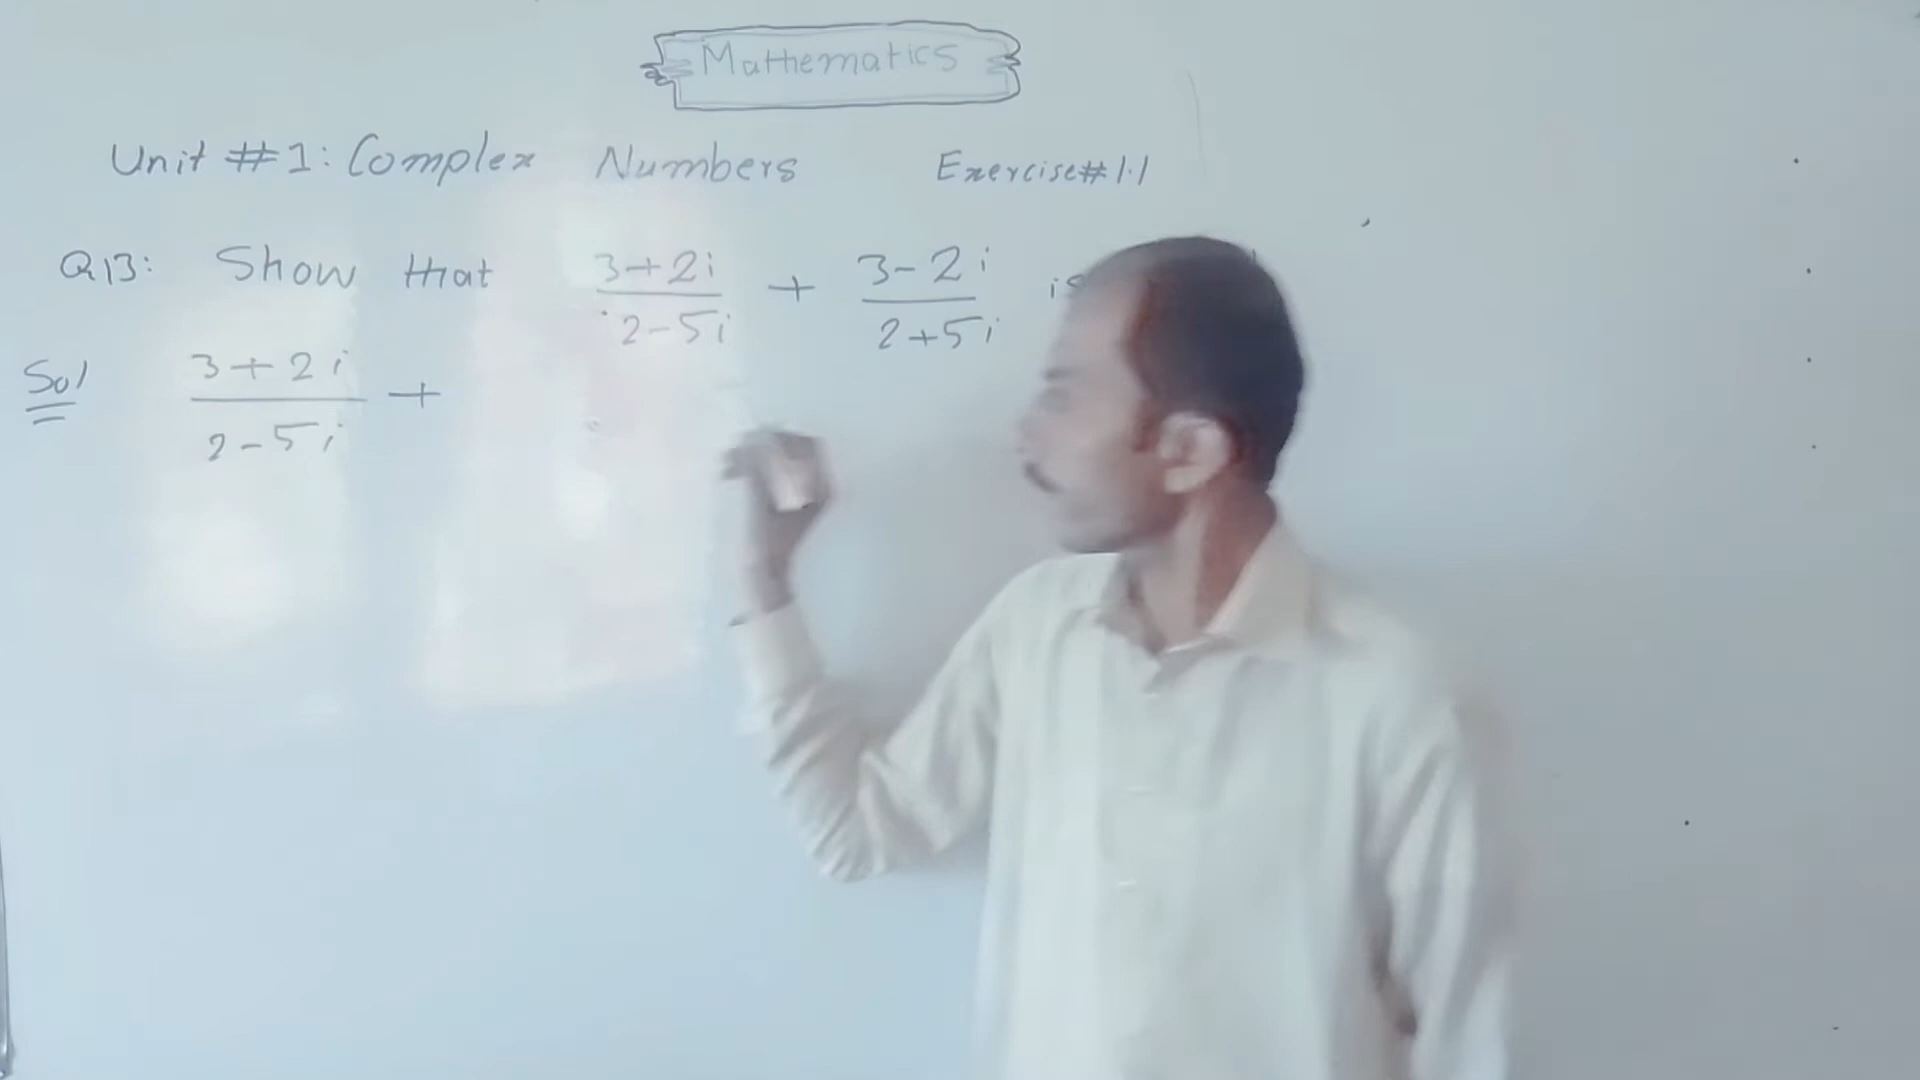 Mathematics
Unit #1: Complex Numbers Exercise#1.1
Q13: Show that (3+2i)/(2-5i) + (3-2i)/(2+5i) is
Sol (3+2i)/(2-5i) +